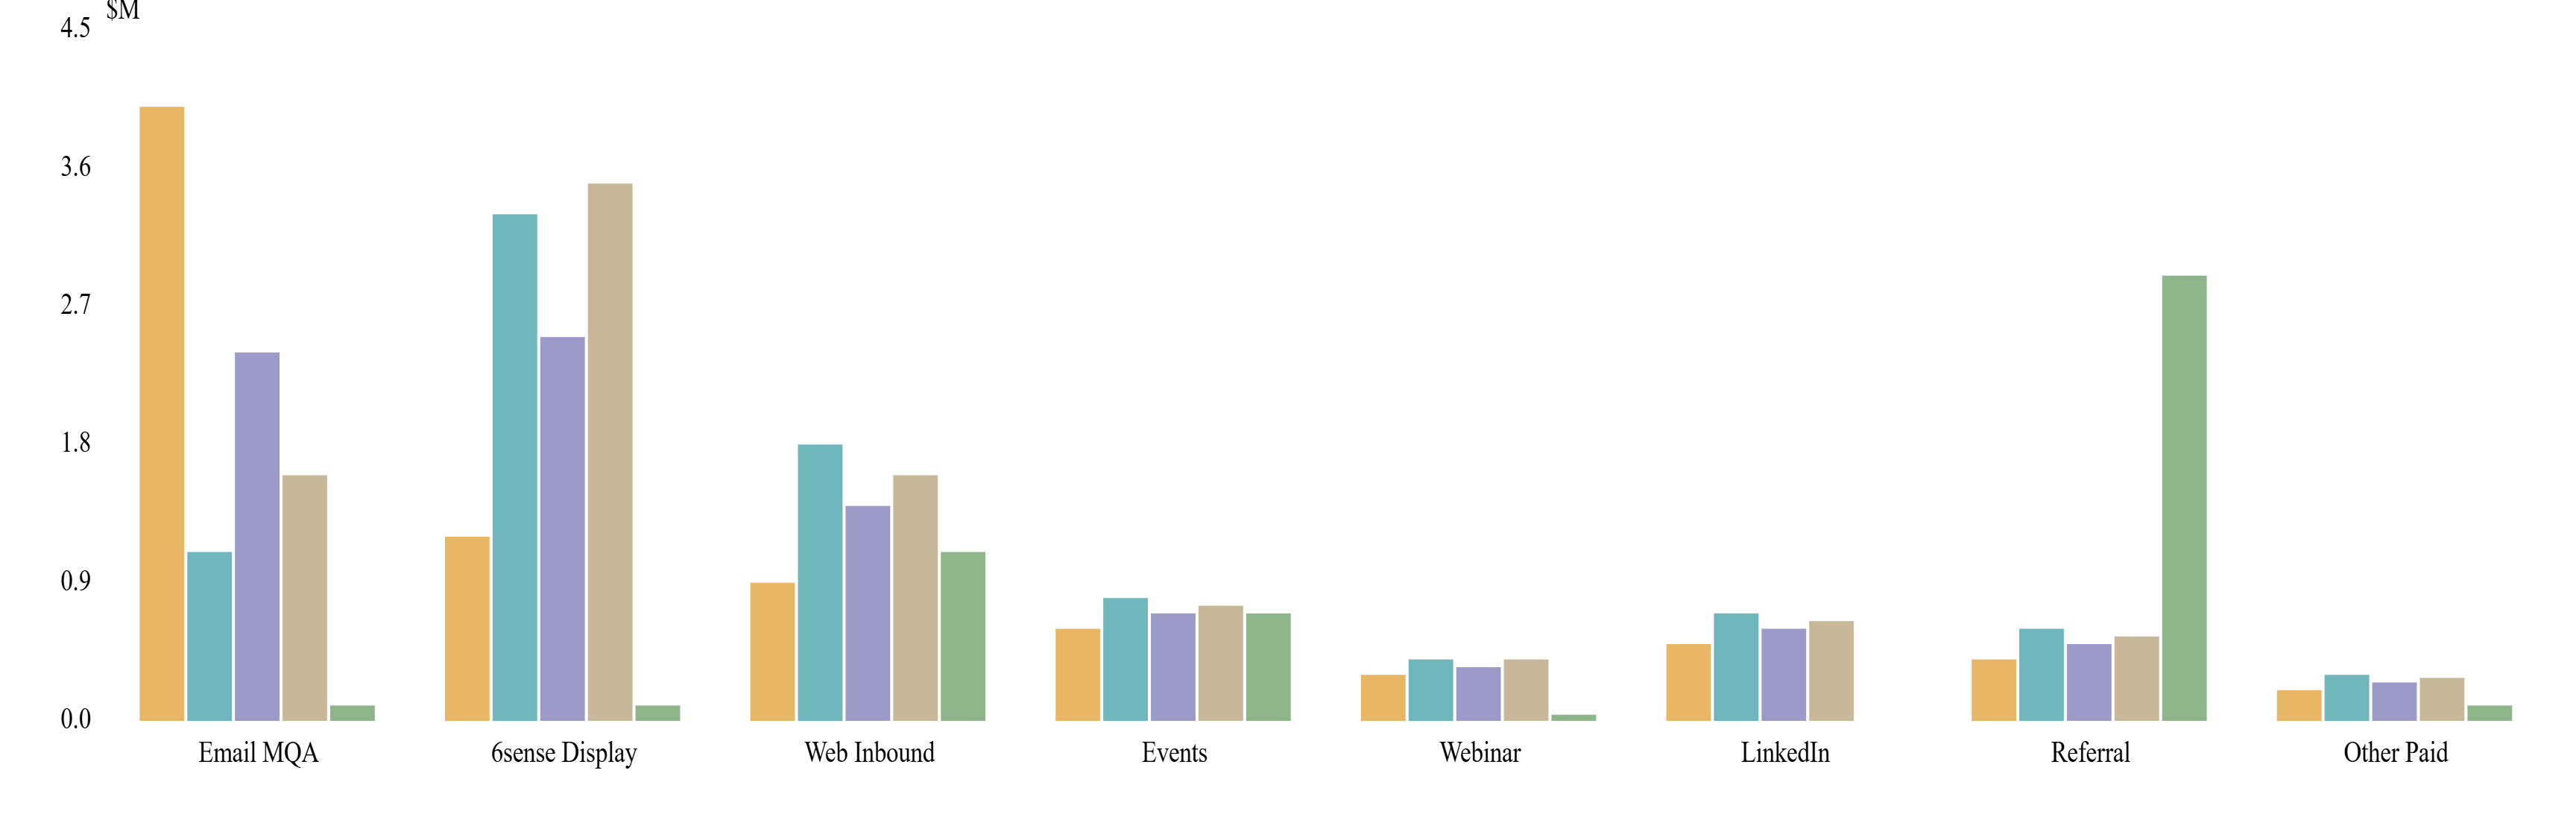 $M
4.5
3.6
2.7
1.8
0.9
0.0
Email MQA
6sense Display
Web Inbound
Events
Webinar
LinkedIn
Referral
Other Paid